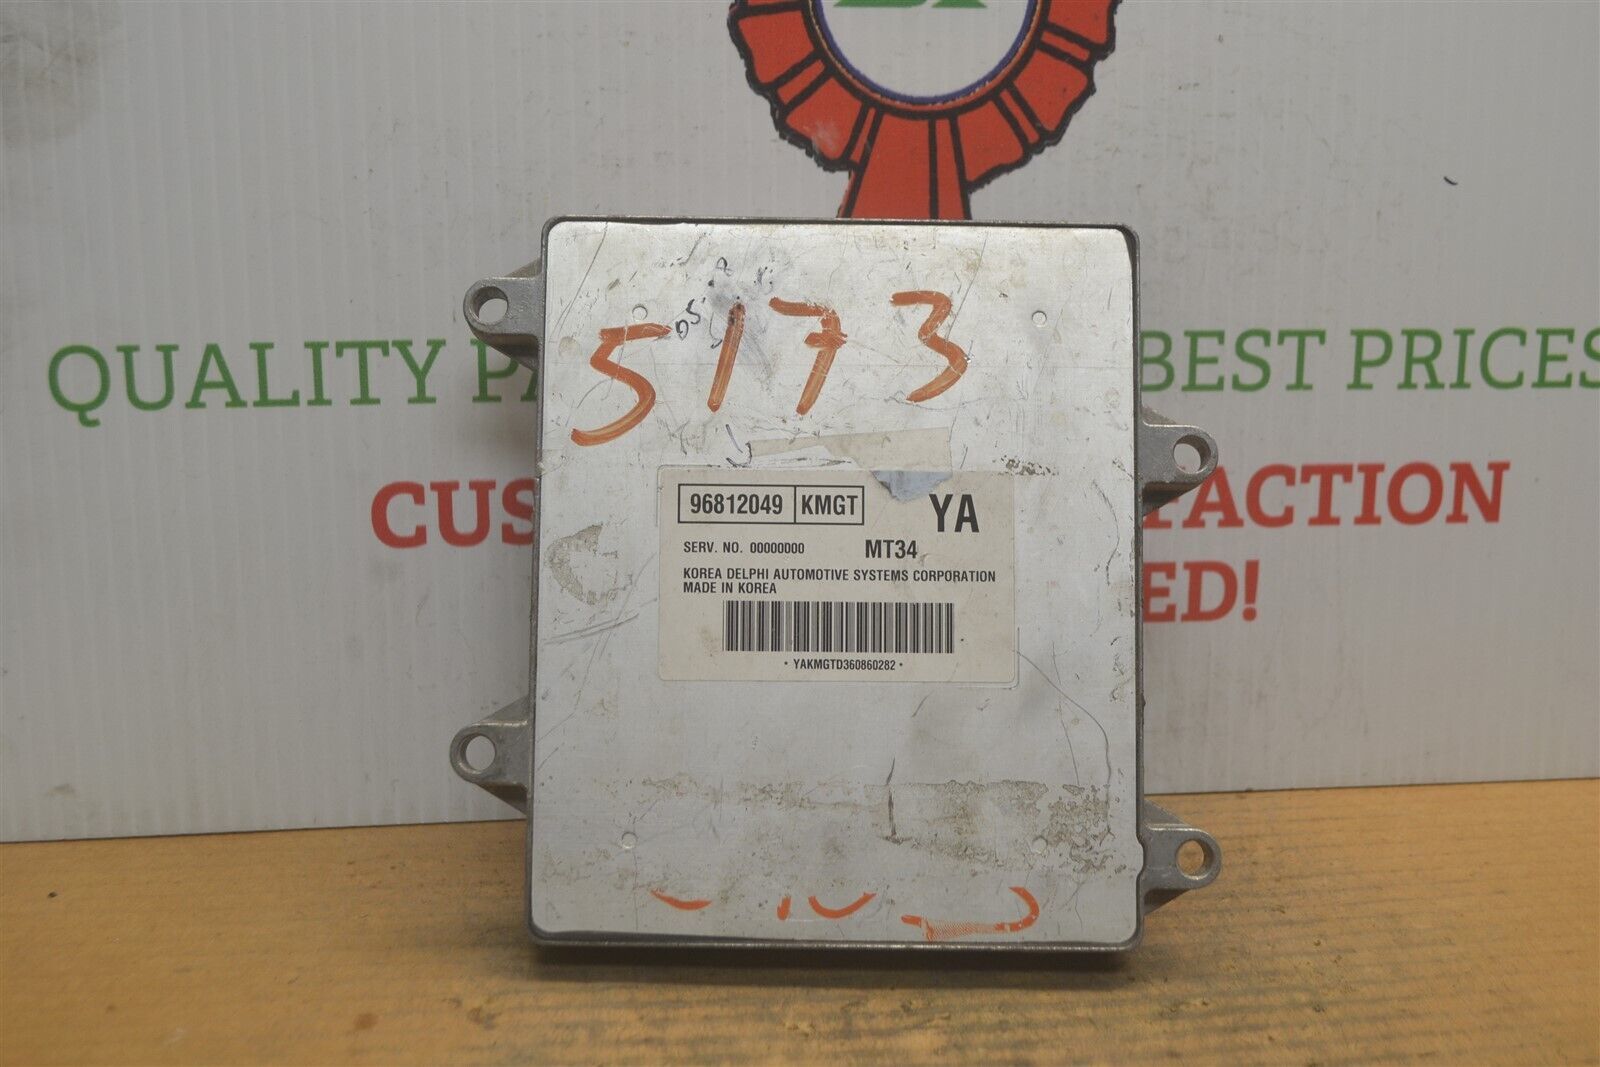 QUALITY
BEST PRICES
CUS
ACTION
ED!
5173
96812049 KMGT YA
SERV. NO. 00000000 MT34
KOREA DELPHI AUTOMOTIVE SYSTEMS CORPORATION
MADE IN KOREA
* YAKMGTD360860282 *